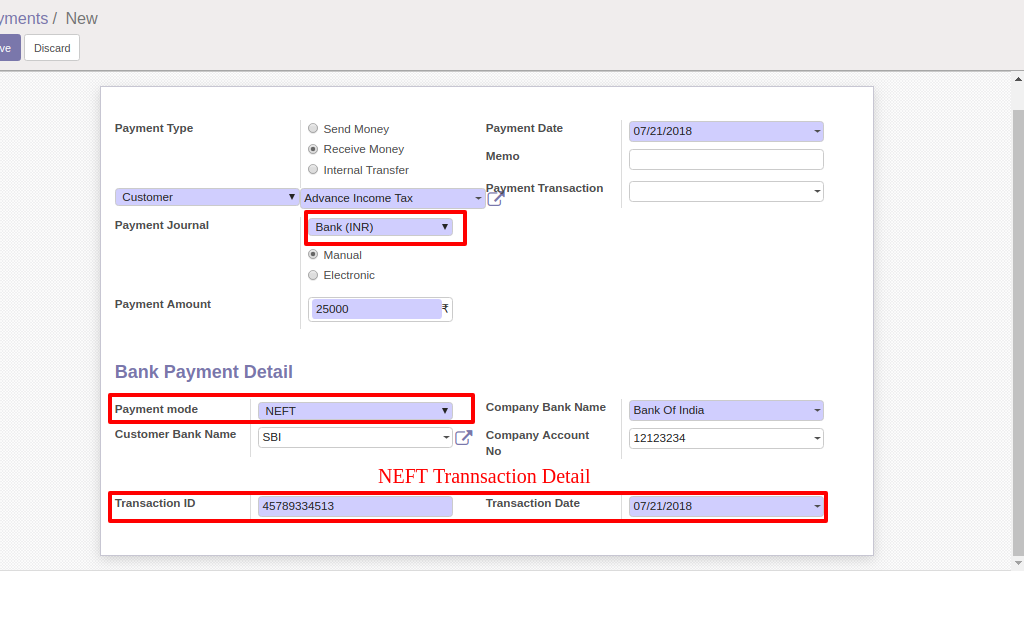 yments / New
ve Discard
Payment Type
Send Money
Receive Money
Internal Transfer
Customer ▼ Advance Income Tax
Payment Journal
Bank (INR) ▼
Manual
Electronic
Payment Amount
25000 ₹
Payment Date 07/21/2018
Memo
Payment Transaction
Bank Payment Detail
Payment mode NEFT ▼
Customer Bank Name SBI
Company Bank Name Bank Of India
Company Account
No
12123234
NEFT Trannsaction Detail
Transaction ID 45789334513
Transaction Date 07/21/2018